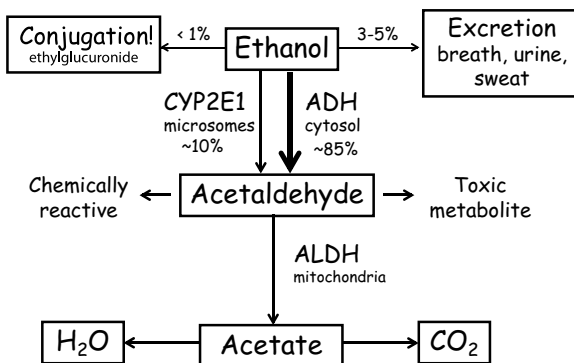 Conjugation!
ethylglucuronide
< 1%
Ethanol
3-5%
Excretion
breath, urine,
sweat
CYP2E1
microsomes
~10%
ADH
cytosol
~85%
Chemically
reactive
Acetaldehyde
Toxic
metabolite
ALDH
mitochondria
H₂O
Acetate
CO₂